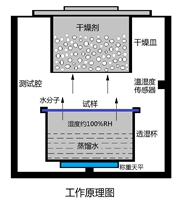 干燥剂
干燥皿
测试腔
温湿度
传感器
水分子
试样
湿度约100%RH
透湿杯
蒸馏水
称重天平
工作原理图